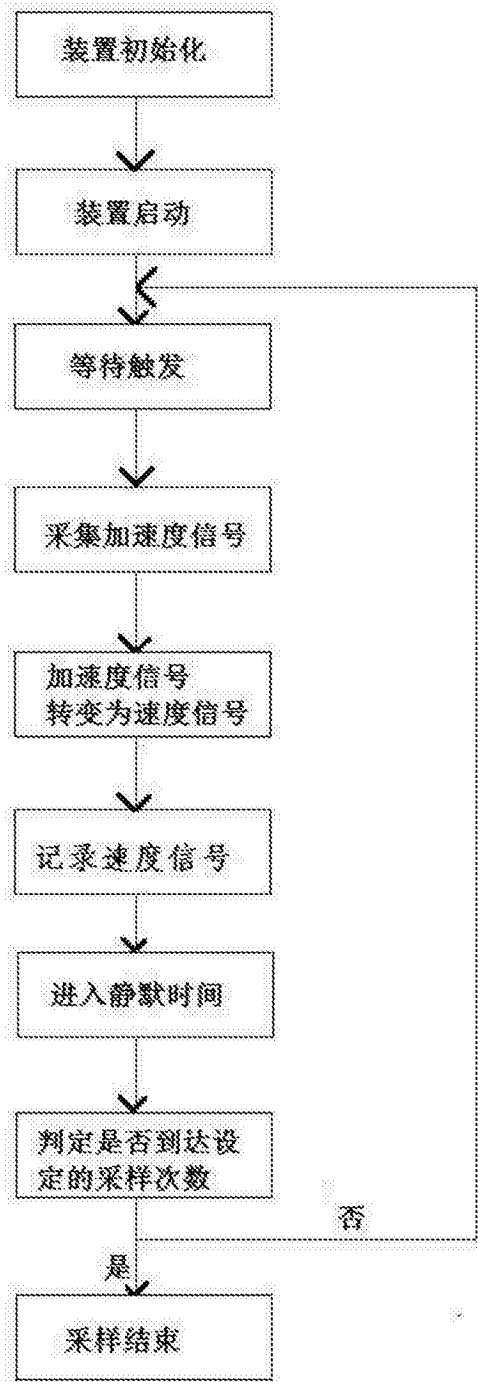 装置初始化
装置启动
等待触发
采集加速度信号
加速度信号
转变为速度信号
记录速度信号
进入静默时间
判定是否到达设
定的采样次数
否
是
采样结束